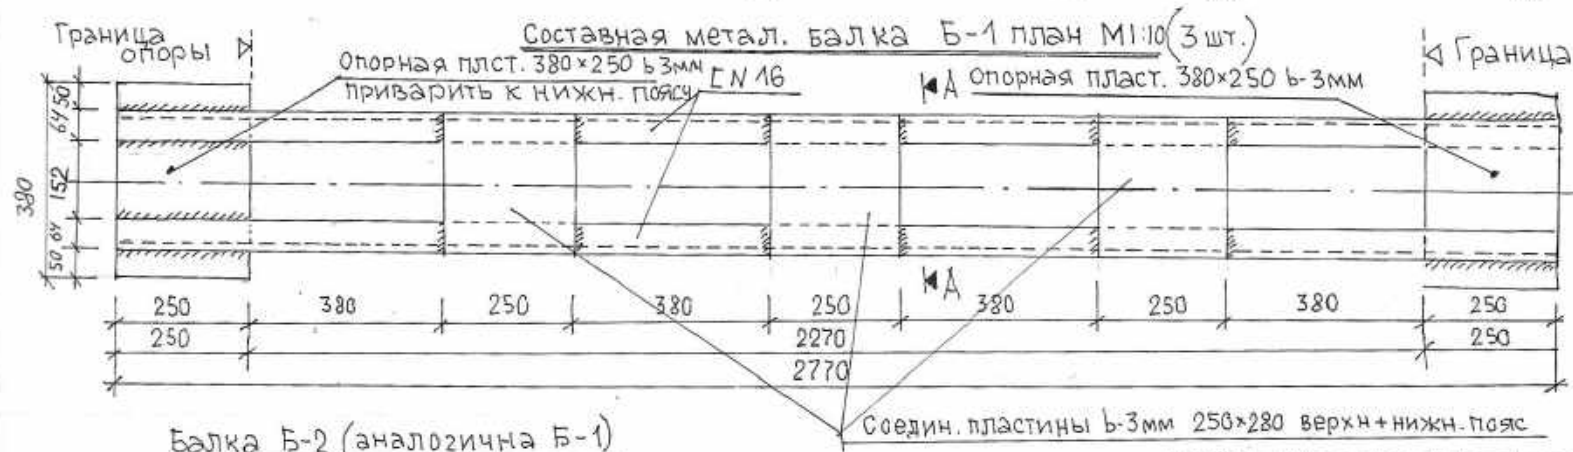 Составная метал. балка Б-1 план М1:10 (3 шт.)
Граница опоры
Опорная плст. 380×250 b 3мм
приварить к нижн. поясу
[ N 16
А
Опорная пласт. 380×250 b-3мм
Граница
50
64
152
64
50
380
А
250 380 250 380 250 380 250 380 250
250 2270 250
2770
Соедин. пластины b-3мм 250×280 верхн+нижн. пояс
Балка Б-2 (аналогична Б-1)